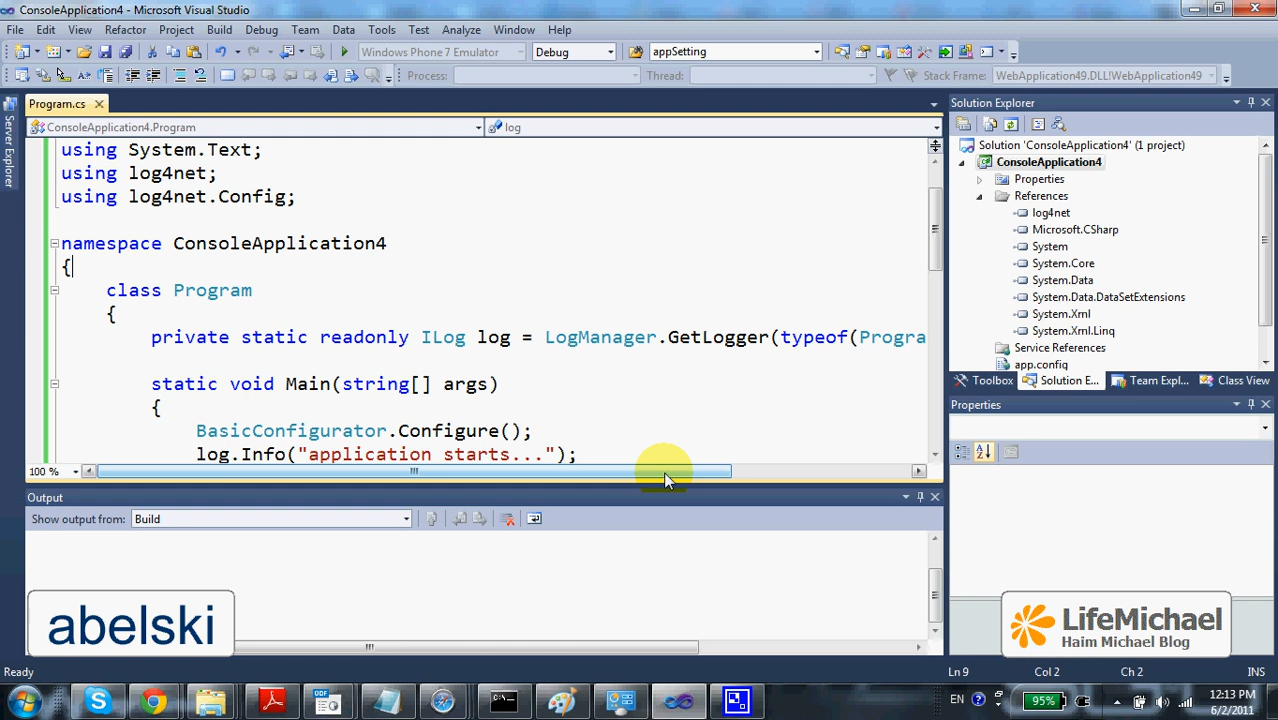 ConsoleApplication4 - Microsoft Visual Studio
File Edit View Refactor Project Build Debug Team Data Tools Test Analyze Window Help
Windows Phone 7 Emulator Debug appSetting
Process: Thread: Stack Frame: WebApplication49.DLL!WebApplication49
Server Explorer
Program.cs
ConsoleApplication4.Program log
using System.Text;
using log4net;
using log4net.Config;
namespace ConsoleApplication4
{
class Program
{
private static readonly ILog log = LogManager.GetLogger(typeof(Progra
static void Main(string[] args)
{
BasicConfigurator.Configure();
log.Info("application starts...");
100 %
Output
Show output from: Build
Solution Explorer
Solution 'ConsoleApplication4' (1 project)
ConsoleApplication4
Properties
References
log4net
Microsoft.CSharp
System
System.Core
System.Data
System.Data.DataSetExtensions
System.Xml
System.Xml.Linq
Service References
app.config
Toolbox Solution E... Team Expl... Class View
Properties
abelski
LifeMichael
Haim Michael Blog
Ready Ln 9 Col 2 Ch 2 INS
EN 95% 12:13 PM
6/2/2011